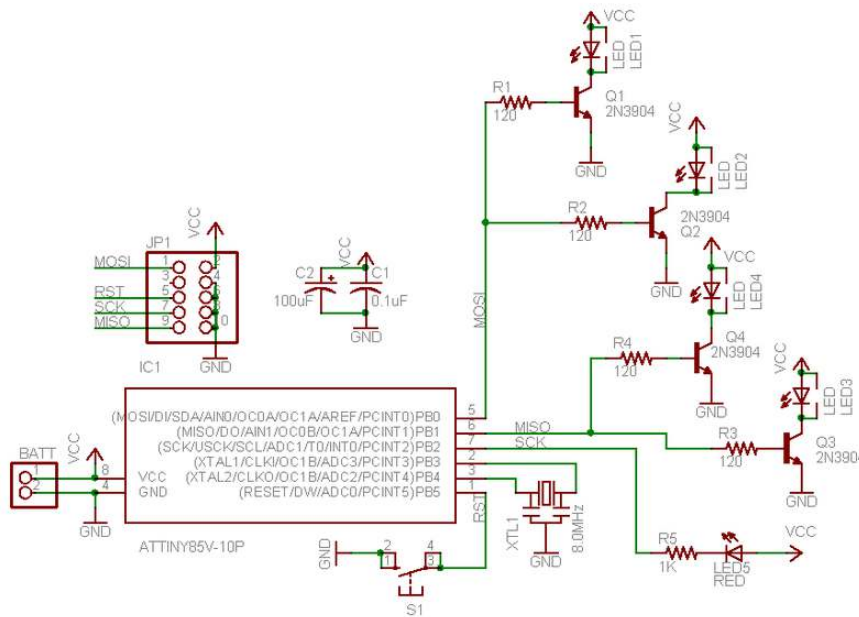 VCC
LED
LED1
R1
120
Q1
2N3904
VCC
LED
LED2
R2
120
2N3904
Q2
VCC
LED
LED4
R4
120
Q4
2N3904
VCC
LED
LED3
R3
120
Q3
2N3904
GND
GND
GND
GND
JP1
VCC
MOSI 1 2
3 4
RST 5
SCK 7
MISO 9
GND
C2
100uF
VCC
C1
0.1uF
GND
MOSI
IC1
(MOSI/DI/SDA/AIN0/OC0A/OC1A/AREF/PCINT0)PB0 5
(MISO/DO/AIN1/OC0B/OC1A/PCINT1)PB1 6 MISO
(SCK/USCK/SCL/ADC1/T0/INT0/PCINT2)PB2 7 SCK
(XTAL1/CLKI/OC1B/ADC3/PCINT3)PB3 2
(XTAL2/CLKO/OC1B/ADC2/PCINT4)PB4 3
(RESET/DW/ADC0/PCINT5)PB5 1
8 VCC
4 GND
ATTINY85V-10P
BATT
1
2
VCC
GND
RST
XTL1
8.0MHz
GND
GND
2 4
1 3
S1
R5
1K
LED5
RED
VCC